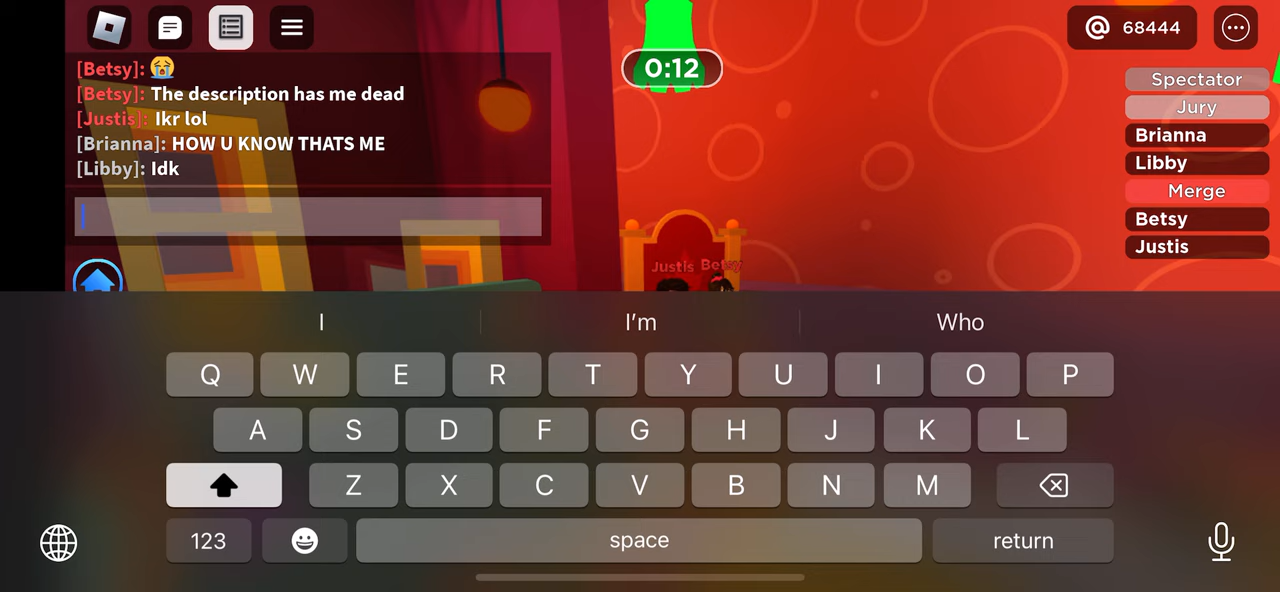 68444
[Betsy]: 😭
0:12
[Betsy]: The description has me dead
[Justis]: Ikr lol
[Brianna]: HOW U KNOW THATS ME
[Libby]: Idk
Spectator
Jury
Brianna
Libby
Merge
Betsy
Justis
Justis Betsy
I I'm Who
Q W E R T Y U I O P
A S D F G H J K L
Z X C V B N M
123 space return